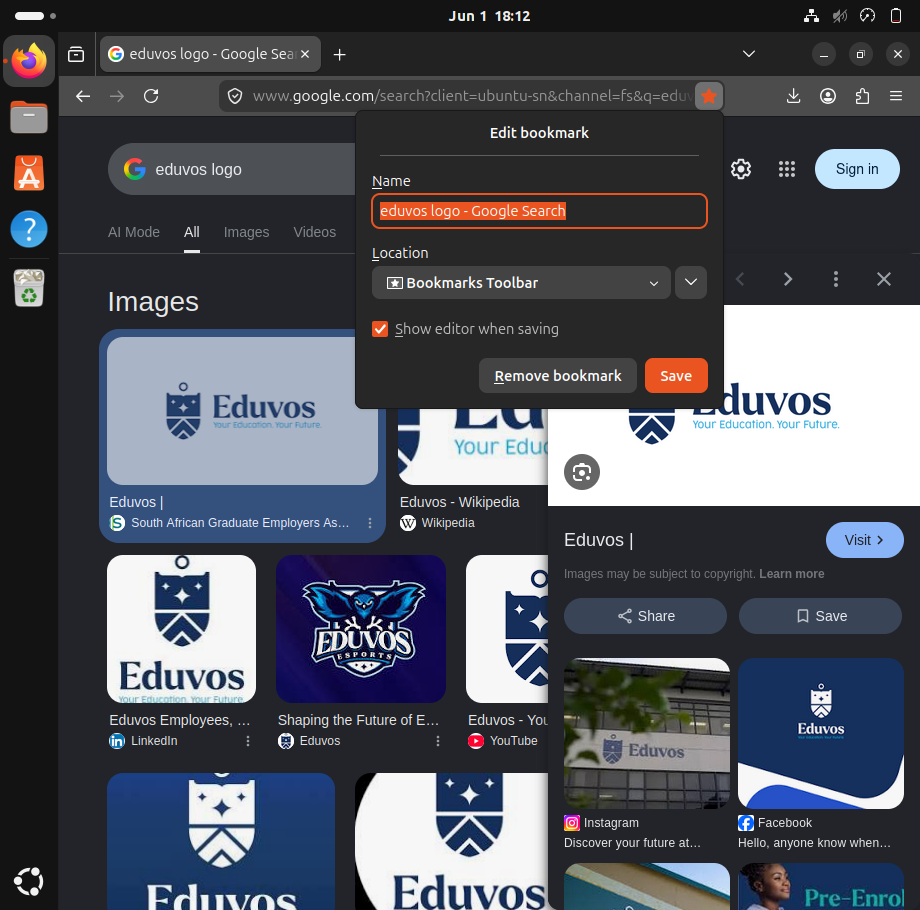 Jun 1 18:12
eduvos logo - Google Sea
www.google.com/search?client=ubuntu-sn&channel=fs&q=eduv
Edit bookmark
Name
eduvos logo - Google Search
Location
Bookmarks Toolbar
Show editor when saving
Remove bookmark
Save
eduvos logo
Sign in
AI Mode
All
Images
Videos
Images
Eduvos
Your Education. Your Future.
Eduvos |
South African Graduate Employers As…
Your Educa
Eduvos - Wikipedia
W Wikipedia
Eduvos
Your Education. Your Future
Eduvos Employees, …
in LinkedIn
EDUVOS
ESPORTS
Shaping the Future of E…
Eduvos
Eduvos - You
YouTube
Eduvos
Eduvos
Eduvos
Your Education. Your Future.
Eduvos |
Visit
Images may be subject to copyright. Learn more
Share
Save
Eduvos
Instagram
Discover your future at…
Eduvos
Facebook
Hello, anyone know when…
Pre-Enrol